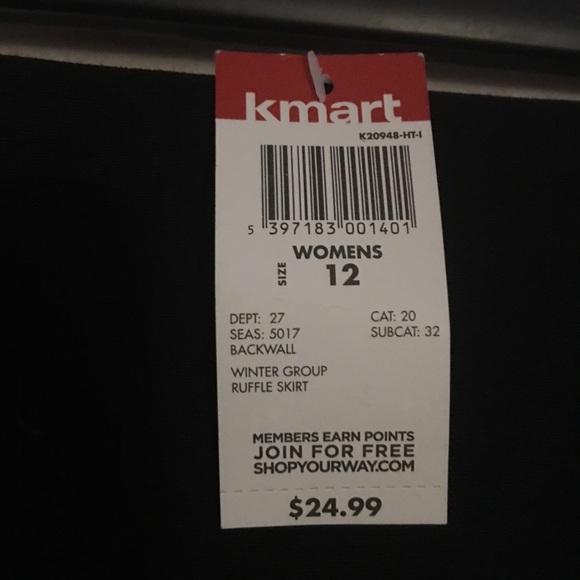 kmart
K20948-HT-I
5 397183 001401
WOMENS
SIZE 12
DEPT: 27 CAT: 20
SEAS: 5017 SUBCAT: 32
BACKWALL
WINTER GROUP
RUFFLE SKIRT
MEMBERS EARN POINTS
JOIN FOR FREE
SHOPYOURWAY.COM
$24.99